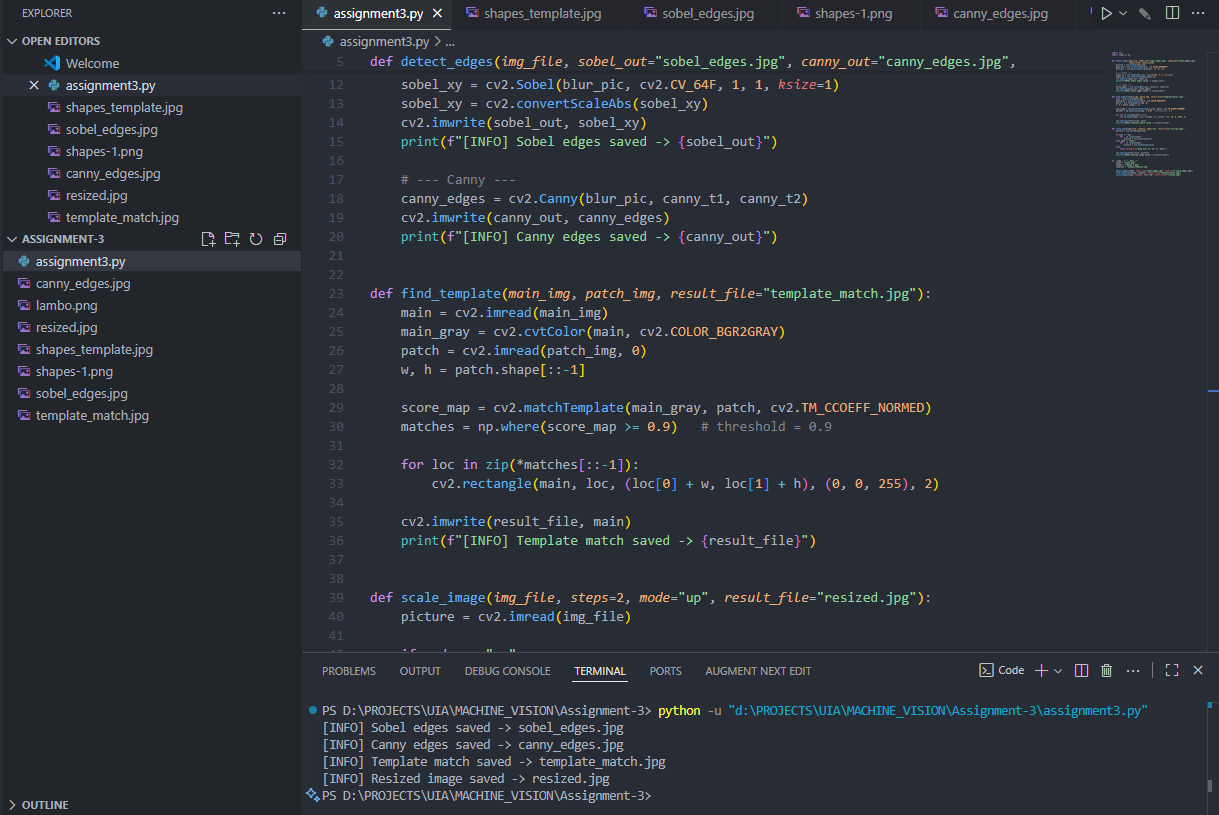 EXPLORER
OPEN EDITORS
Welcome
assignment3.py
shapes_template.jpg
sobel_edges.jpg
shapes-1.png
canny_edges.jpg
resized.jpg
template_match.jpg
ASSIGNMENT-3
assignment3.py
canny_edges.jpg
lambo.png
resized.jpg
shapes_template.jpg
shapes-1.png
sobel_edges.jpg
template_match.jpg
OUTLINE
assignment3.py shapes_template.jpg sobel_edges.jpg shapes-1.png canny_edges.jpg
assignment3.py > ...
5 def detect_edges(img_file, sobel_out="sobel_edges.jpg", canny_out="canny_edges.jpg",
12 sobel_xy = cv2.Sobel(blur_pic, cv2.CV_64F, 1, 1, ksize=1)
13 sobel_xy = cv2.convertScaleAbs(sobel_xy)
14 cv2.imwrite(sobel_out, sobel_xy)
15 print(f"[INFO] Sobel edges saved -> {sobel_out}")
16
17 # --- Canny ---
18 canny_edges = cv2.Canny(blur_pic, canny_t1, canny_t2)
19 cv2.imwrite(canny_out, canny_edges)
20 print(f"[INFO] Canny edges saved -> {canny_out}")
21
22
23 def find_template(main_img, patch_img, result_file="template_match.jpg"):
24 main = cv2.imread(main_img)
25 main_gray = cv2.cvtColor(main, cv2.COLOR_BGR2GRAY)
26 patch = cv2.imread(patch_img, 0)
27 w, h = patch.shape[::-1]
28
29 score_map = cv2.matchTemplate(main_gray, patch, cv2.TM_CCOEFF_NORMED)
30 matches = np.where(score_map >= 0.9) # threshold = 0.9
31
32 for loc in zip(*matches[::-1]):
33 cv2.rectangle(main, loc, (loc[0] + w, loc[1] + h), (0, 0, 255), 2)
34
35 cv2.imwrite(result_file, main)
36 print(f"[INFO] Template match saved -> {result_file}")
37
38
39 def scale_image(img_file, steps=2, mode="up", result_file="resized.jpg"):
40 picture = cv2.imread(img_file)
41
PROBLEMS OUTPUT DEBUG CONSOLE TERMINAL PORTS AUGMENT NEXT EDIT
Code
PS D:\PROJECTS\UIA\MACHINE_VISION\Assignment-3> python -u "d:\PROJECTS\UIA\MACHINE_VISION\Assignment-3\assignment3.py"
[INFO] Sobel edges saved -> sobel_edges.jpg
[INFO] Canny edges saved -> canny_edges.jpg
[INFO] Template match saved -> template_match.jpg
[INFO] Resized image saved -> resized.jpg
PS D:\PROJECTS\UIA\MACHINE_VISION\Assignment-3>